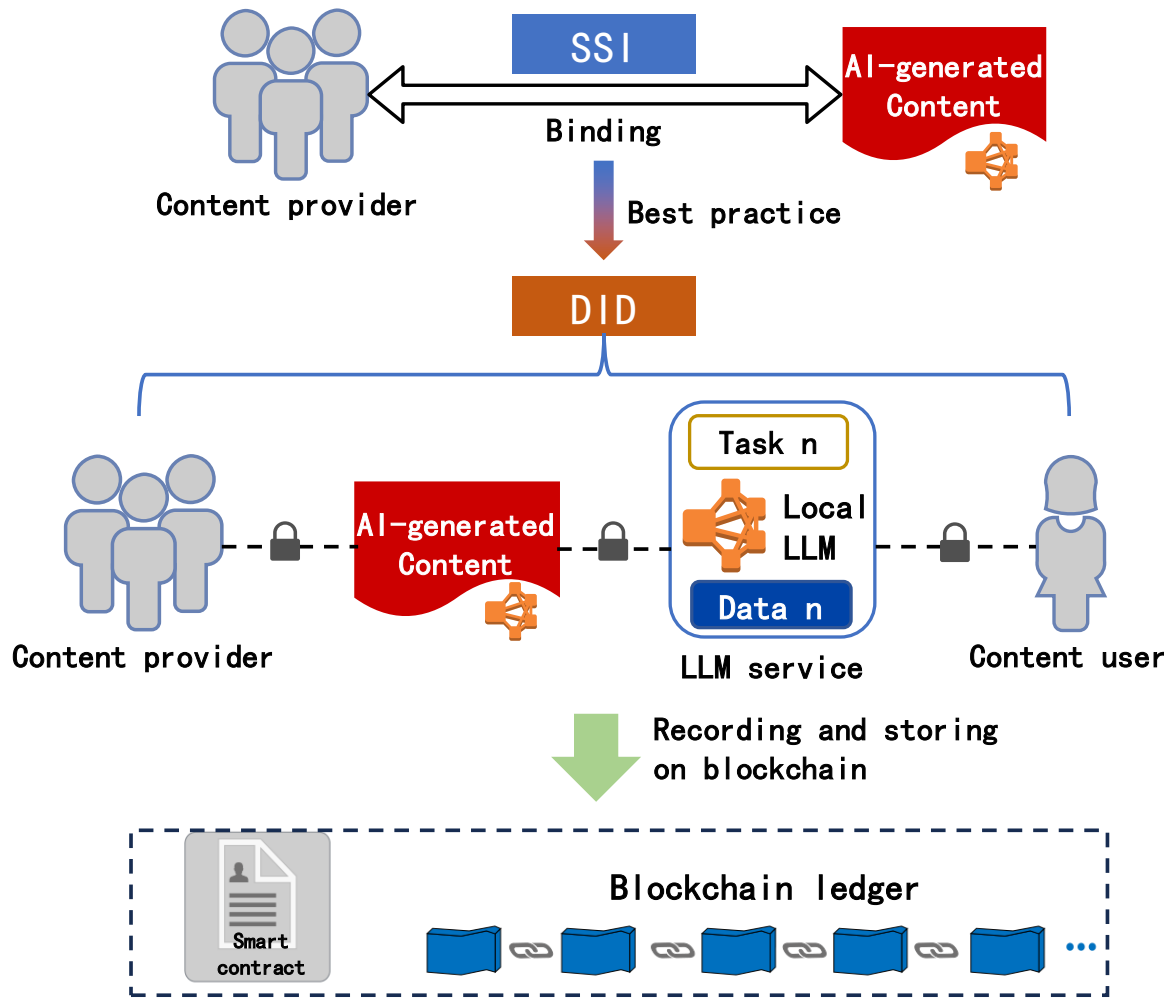 SSI
AI-generated
Content
Binding
Content provider
Best practice
DID
Task n
Local
LLM
Data n
AI-generated
Content
Content provider
LLM service
Content user
Recording and storing
on blockchain
Blockchain ledger
Smart
contract